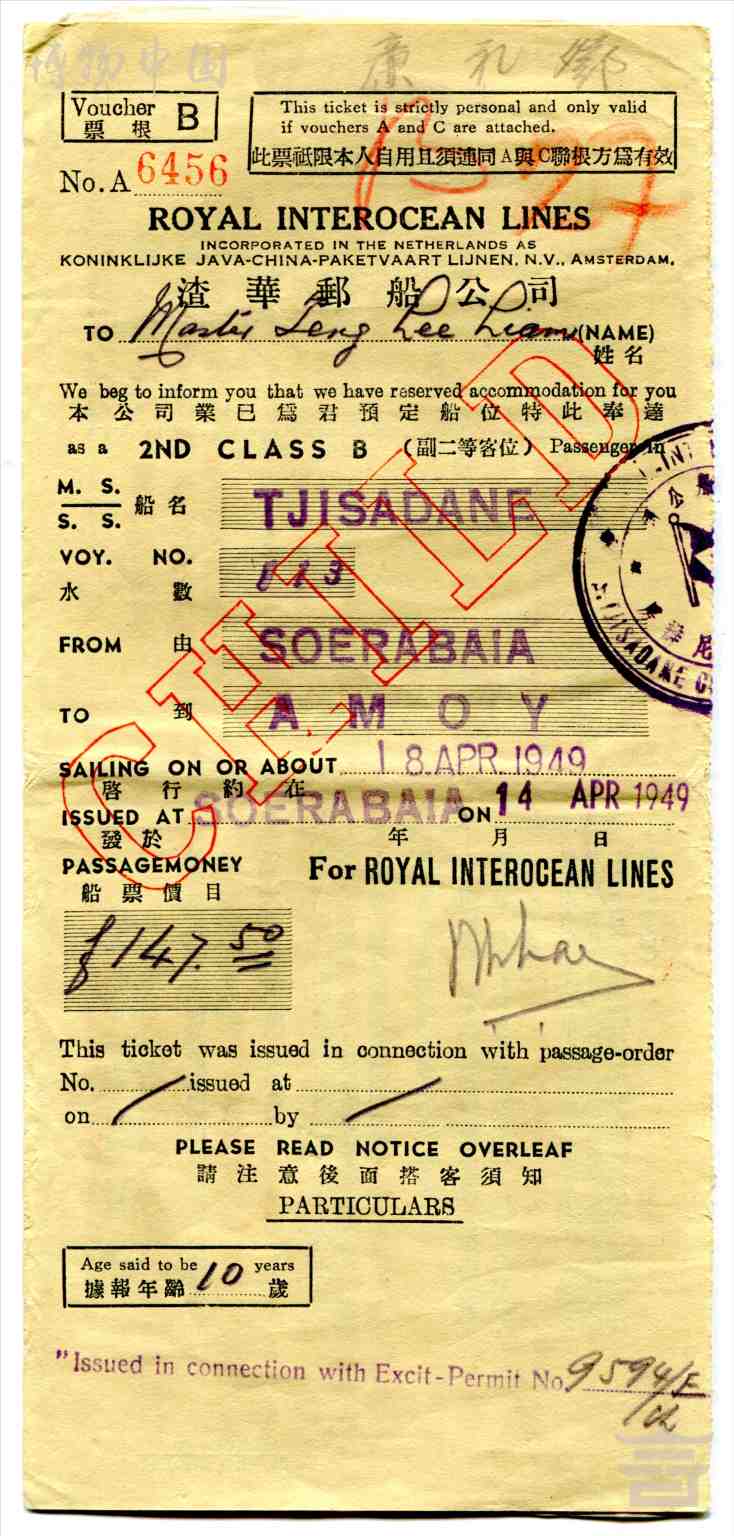 博物中国
鄧礼康
Voucher B
票根
This ticket is strictly personal and only valid
if vouchers A and C are attached.
此票祇限本人自用且須連同A與C聯根方爲有效
No. A 6456
ROYAL INTEROCEAN LINES
INCORPORATED IN THE NETHERLANDS AS
KONINKLIJKE JAVA-CHINA-PAKETVAART LIJNEN, N.V., AMSTERDAM.
渣華郵船公司
TO Master Leng Lee Liam (NAME)
姓名
We beg to inform you that we have reserved accommodation for you
本公司業已爲君預定船位特此奉達
as a 2ND CLASS B (副二等客位) Passenger in
CHILD
M. S.
S. S.
船名 TJISADANE
VOY. NO.
水數
FROM 由 SOERABAIA
TO 到 AMOY
SAILING ON OR ABOUT 18.APR.1949
啓行約在
ISSUED AT SOERABAIA ON 14 APR 1949
發於 年 月 日
PASSAGEMONEY
船票價目
For ROYAL INTEROCEAN LINES
ƒ 147.50
This ticket was issued in connection with passage-order
No. / issued at
on / by /
PLEASE READ NOTICE OVERLEAF
請注意後面搭客須知
PARTICULARS
Age said to be 10 years
據報年齡 歲
"Issued in connection with Excit-Permit No. 9594/E